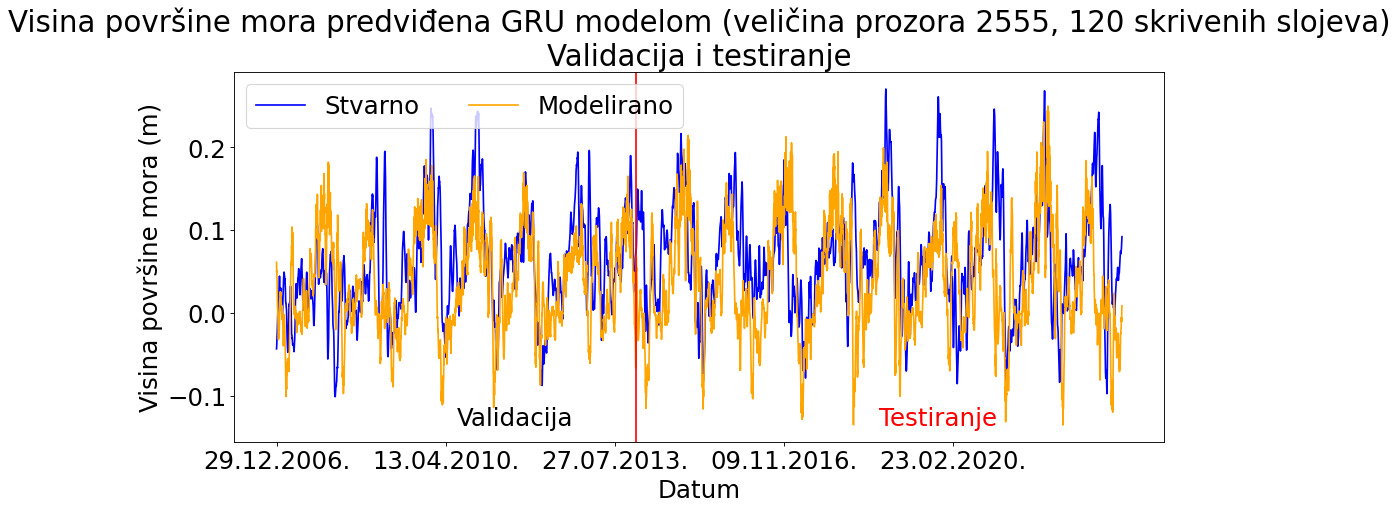 Visina površine mora predviđena GRU modelom (veličina prozora 2555, 120 skrivenih slojeva)
Validacija i testiranje
Stvarno
Modelirano
Visina površine mora (m)
0.2
0.1
0.0
−0.1
Validacija
Testiranje
29.12.2006.
13.04.2010.
27.07.2013.
09.11.2016.
23.02.2020.
Datum